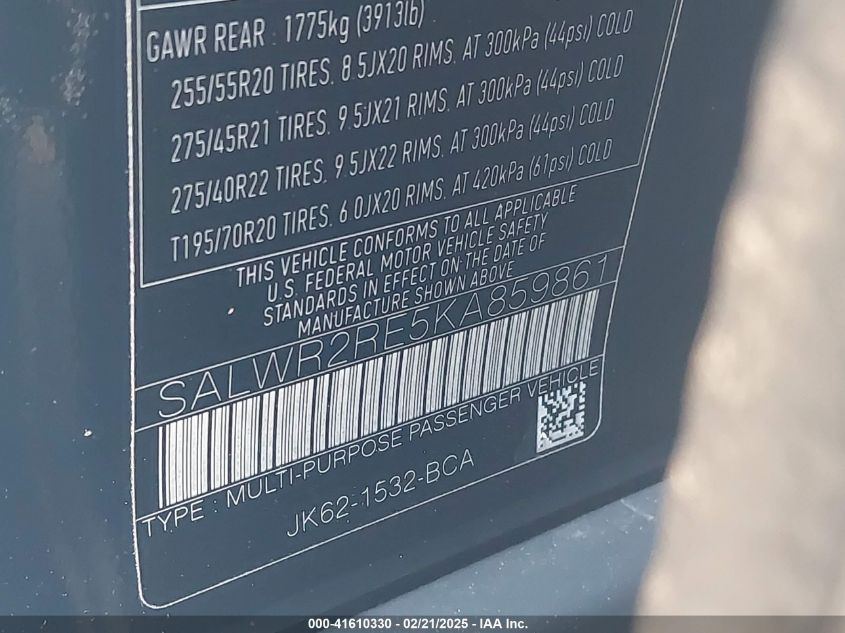 GAWR REAR : 1775kg (3913lb)
255/55R20 TIRES. 8.5JX20 RIMS. AT 300kPa (44psi) COLD
275/45R21 TIRES. 9.5JX21 RIMS. AT 300kPa (44psi) COLD
275/40R22 TIRES. 9.5JX22 RIMS. AT 300kPa (44psi) COLD
T195/70R20 TIRES. 6.0JX20 RIMS. AT 420kPa (61psi) COLD
THIS VEHICLE CONFORMS TO ALL APPLICABLE
U.S. FEDERAL MOTOR VEHICLE SAFETY
STANDARDS IN EFFECT ON THE DATE OF
MANUFACTURE SHOWN ABOVE
SALWR2RE5KA859861
TYPE : MULTI-PURPOSE PASSENGER VEHICLE
JK62-1532-BCA
000-41610330 - 02/21/2025 - IAA Inc.